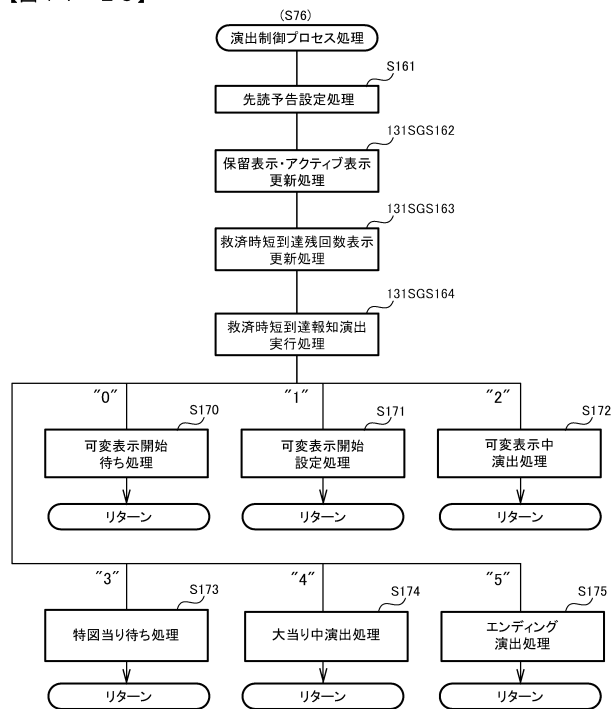 (S76)
演出制御プロセス処理
S161
先読予告設定処理
131SGS162
保留表示・アクティブ表示
更新処理
131SGS163
救済時短到達残回数表示
更新処理
131SGS164
救済時短到達報知演出
実行処理
"0"
"1"
"2"
S170
S171
S172
可変表示開始
待ち処理
可変表示開始
設定処理
可変表示中
演出処理
リターン
リターン
リターン
"3"
"4"
"5"
S173
S174
S175
特図当り待ち処理
大当り中演出処理
エンディング
演出処理
リターン
リターン
リターン